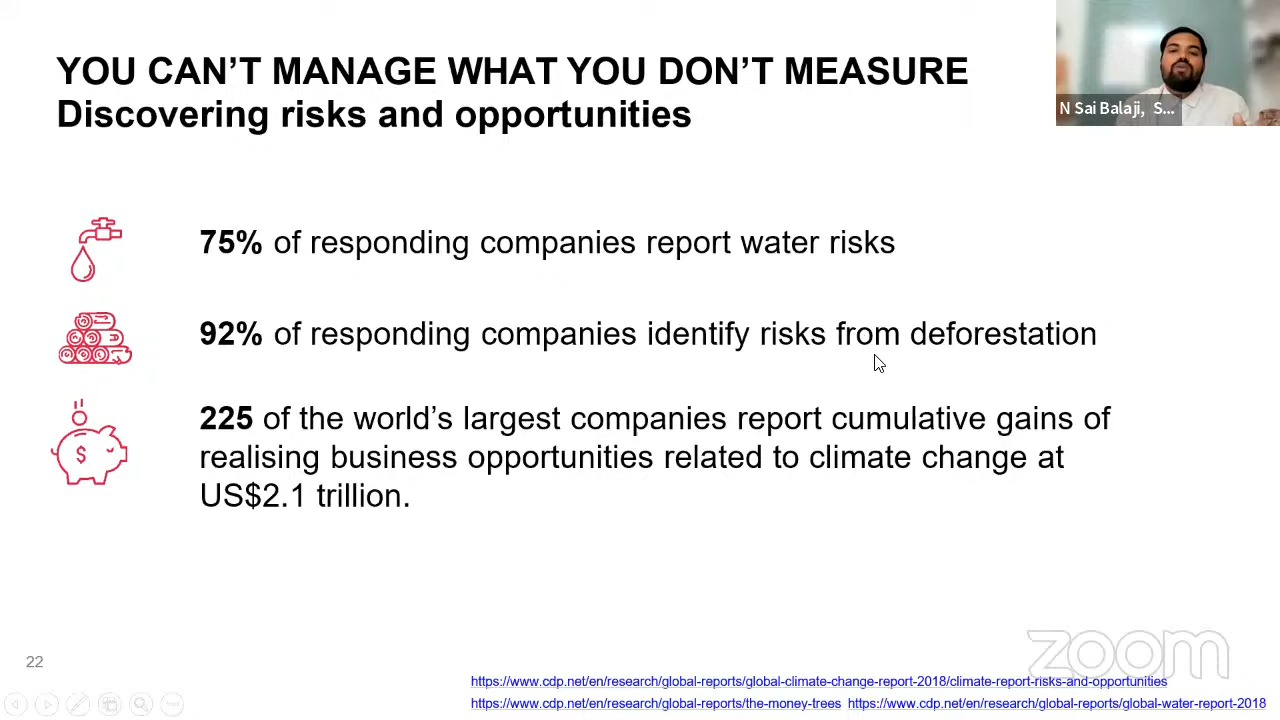 YOU CAN’T MANAGE WHAT YOU DON’T MEASURE
Discovering risks and opportunities
N Sai Balaji, S...
75% of responding companies report water risks
92% of responding companies identify risks from deforestation
$
225 of the world’s largest companies report cumulative gains of
realising business opportunities related to climate change at
US$2.1 trillion.
22
zoom
https://www.cdp.net/en/research/global-reports/global-climate-change-report-2018/climate-report-risks-and-opportunities
https://www.cdp.net/en/research/global-reports/the-money-trees https://www.cdp.net/en/research/global-reports/global-water-report-2018